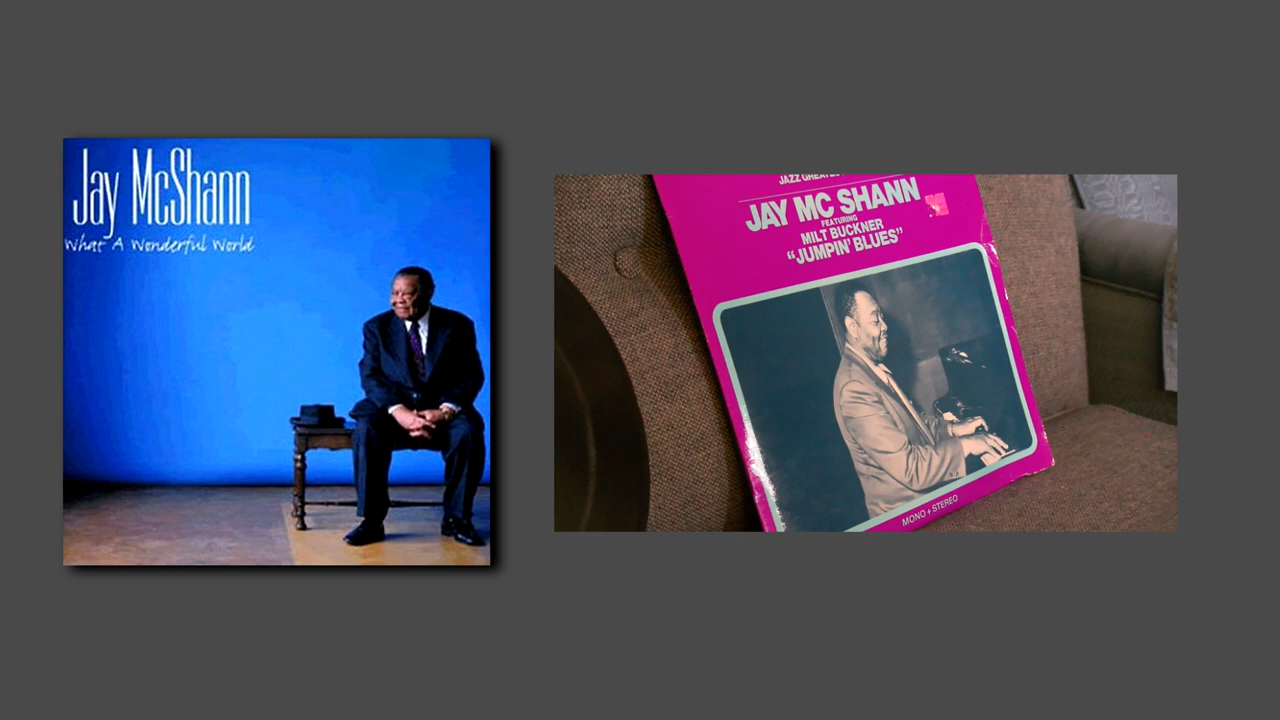 Jay McShann
What A Wonderful World
JAY MC SHANN
FEATURING
MILT BUCKNER
“JUMPIN’ BLUES”
MONO + STEREO